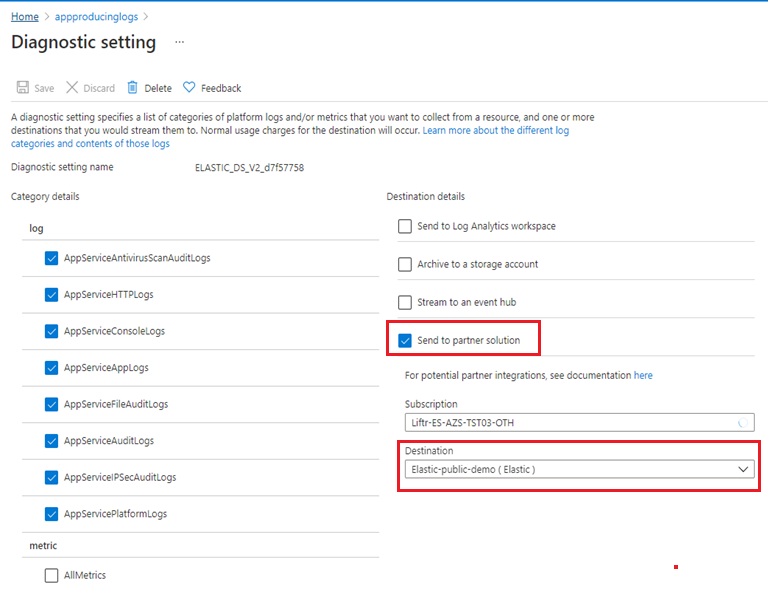 Home > appproducinglogs >
Diagnostic setting ...
Save Discard Delete Feedback
A diagnostic setting specifies a list of categories of platform logs and/or metrics that you want to collect from a resource, and one or more
destinations that you would stream them to. Normal usage charges for the destination will occur. Learn more about the different log
categories and contents of those logs
Diagnostic setting name ELASTIC_DS_V2_d7f57758
Category details
log
AppServiceAntivirusScanAuditLogs
AppServiceHTTPLogs
AppServiceConsoleLogs
AppServiceAppLogs
AppServiceFileAuditLogs
AppServiceAuditLogs
AppServiceIPSecAuditLogs
AppServicePlatformLogs
metric
AllMetrics
Destination details
Send to Log Analytics workspace
Archive to a storage account
Stream to an event hub
Send to partner solution
For potential partner integrations, see documentation here
Subscription
Liftr-ES-AZS-TST03-OTH
Destination
Elastic-public-demo ( Elastic )